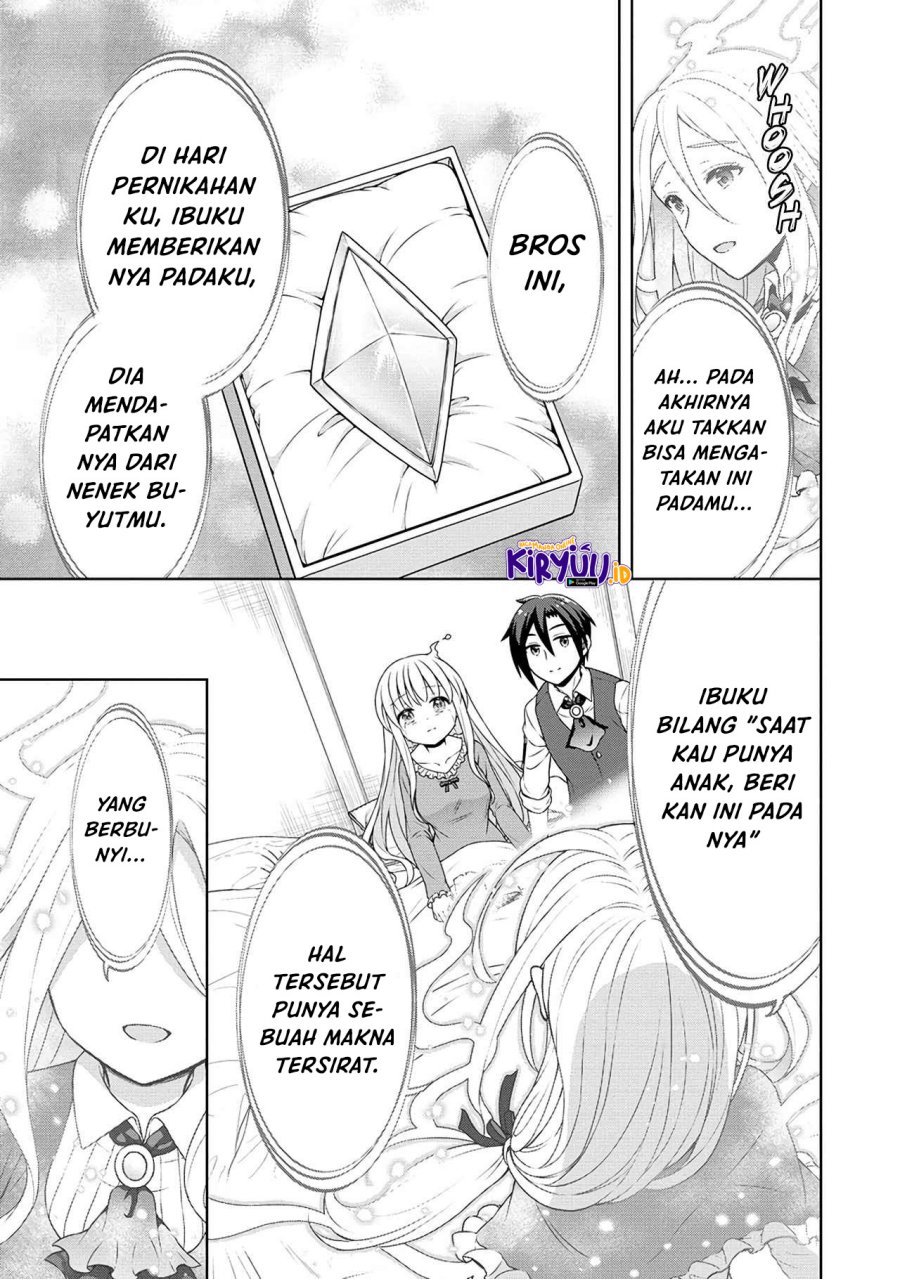 WHOOSH
AH... PADA
AKHIRNYA
AKU TAKKAN
BISA MENGA-
TAKAN INI
PADAMU...
BROS
INI,
DI HARI
PERNIKAHAN
KU, IBUKU
MEMBERIKAN
NYA PADAKU,
DIA
MENDA-
PATKAN
NYA DARI
NENEK BU-
YUTMU.
KIRYUU.ID
Google Play
IBUKU
BILANG "SAAT
KAU PUNYA
ANAK, BERI
KAN INI PADA
NYA"
HAL
TERSEBUT
PUNYA SE-
BUAH MAKNA
TERSIRAT.
YANG
BERBU-
NYI...